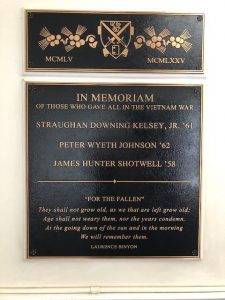 MCMLV MCMLXXV
IN MEMORIAM
OF THOSE WHO GAVE ALL IN THE VIETNAM WAR
STRAUGHAN DOWNING KELSEY, JR. '61
PETER WYETH JOHNSON '62
JAMES HUNTER SHOTWELL '58
"FOR THE FALLEN"
They shall not grow old, as we that are left grow old:
Age shall not weary them, nor the years condemn.
At the going down of the sun and in the morning
We will remember them.
LAURENCE BINYON